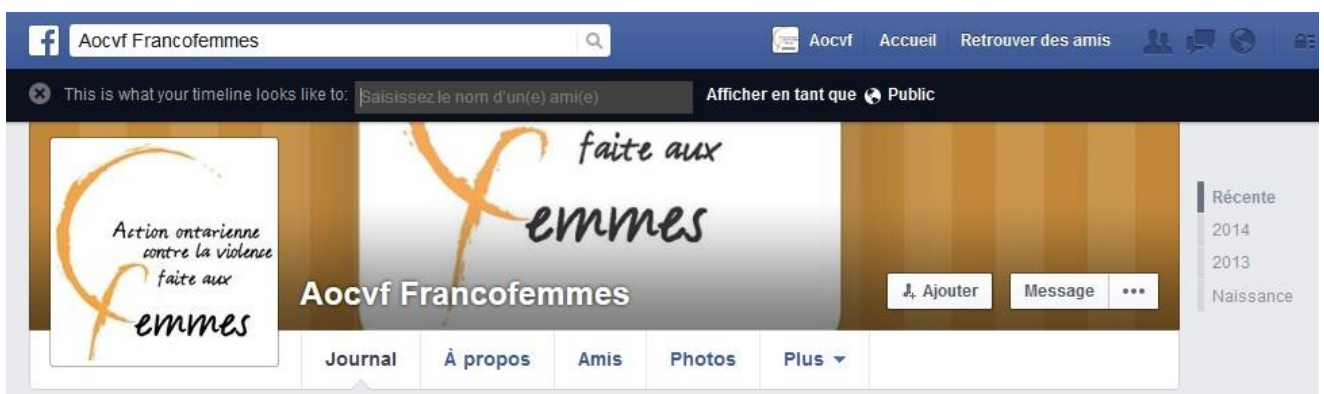 f Aocvf Francofemmes Aocvf Accueil Retrouver des amis
This is what your timeline looks like to: Saisissez le nom d'un(e) ami(e) Afficher en tant que Public
faite aux
emmes
Action ontarienne
contre la violence
faite aux
emmes
Aocvf Francofemmes
Ajouter Message •••
Journal À propos Amis Photos Plus
Récente
2014
2013
Naissance